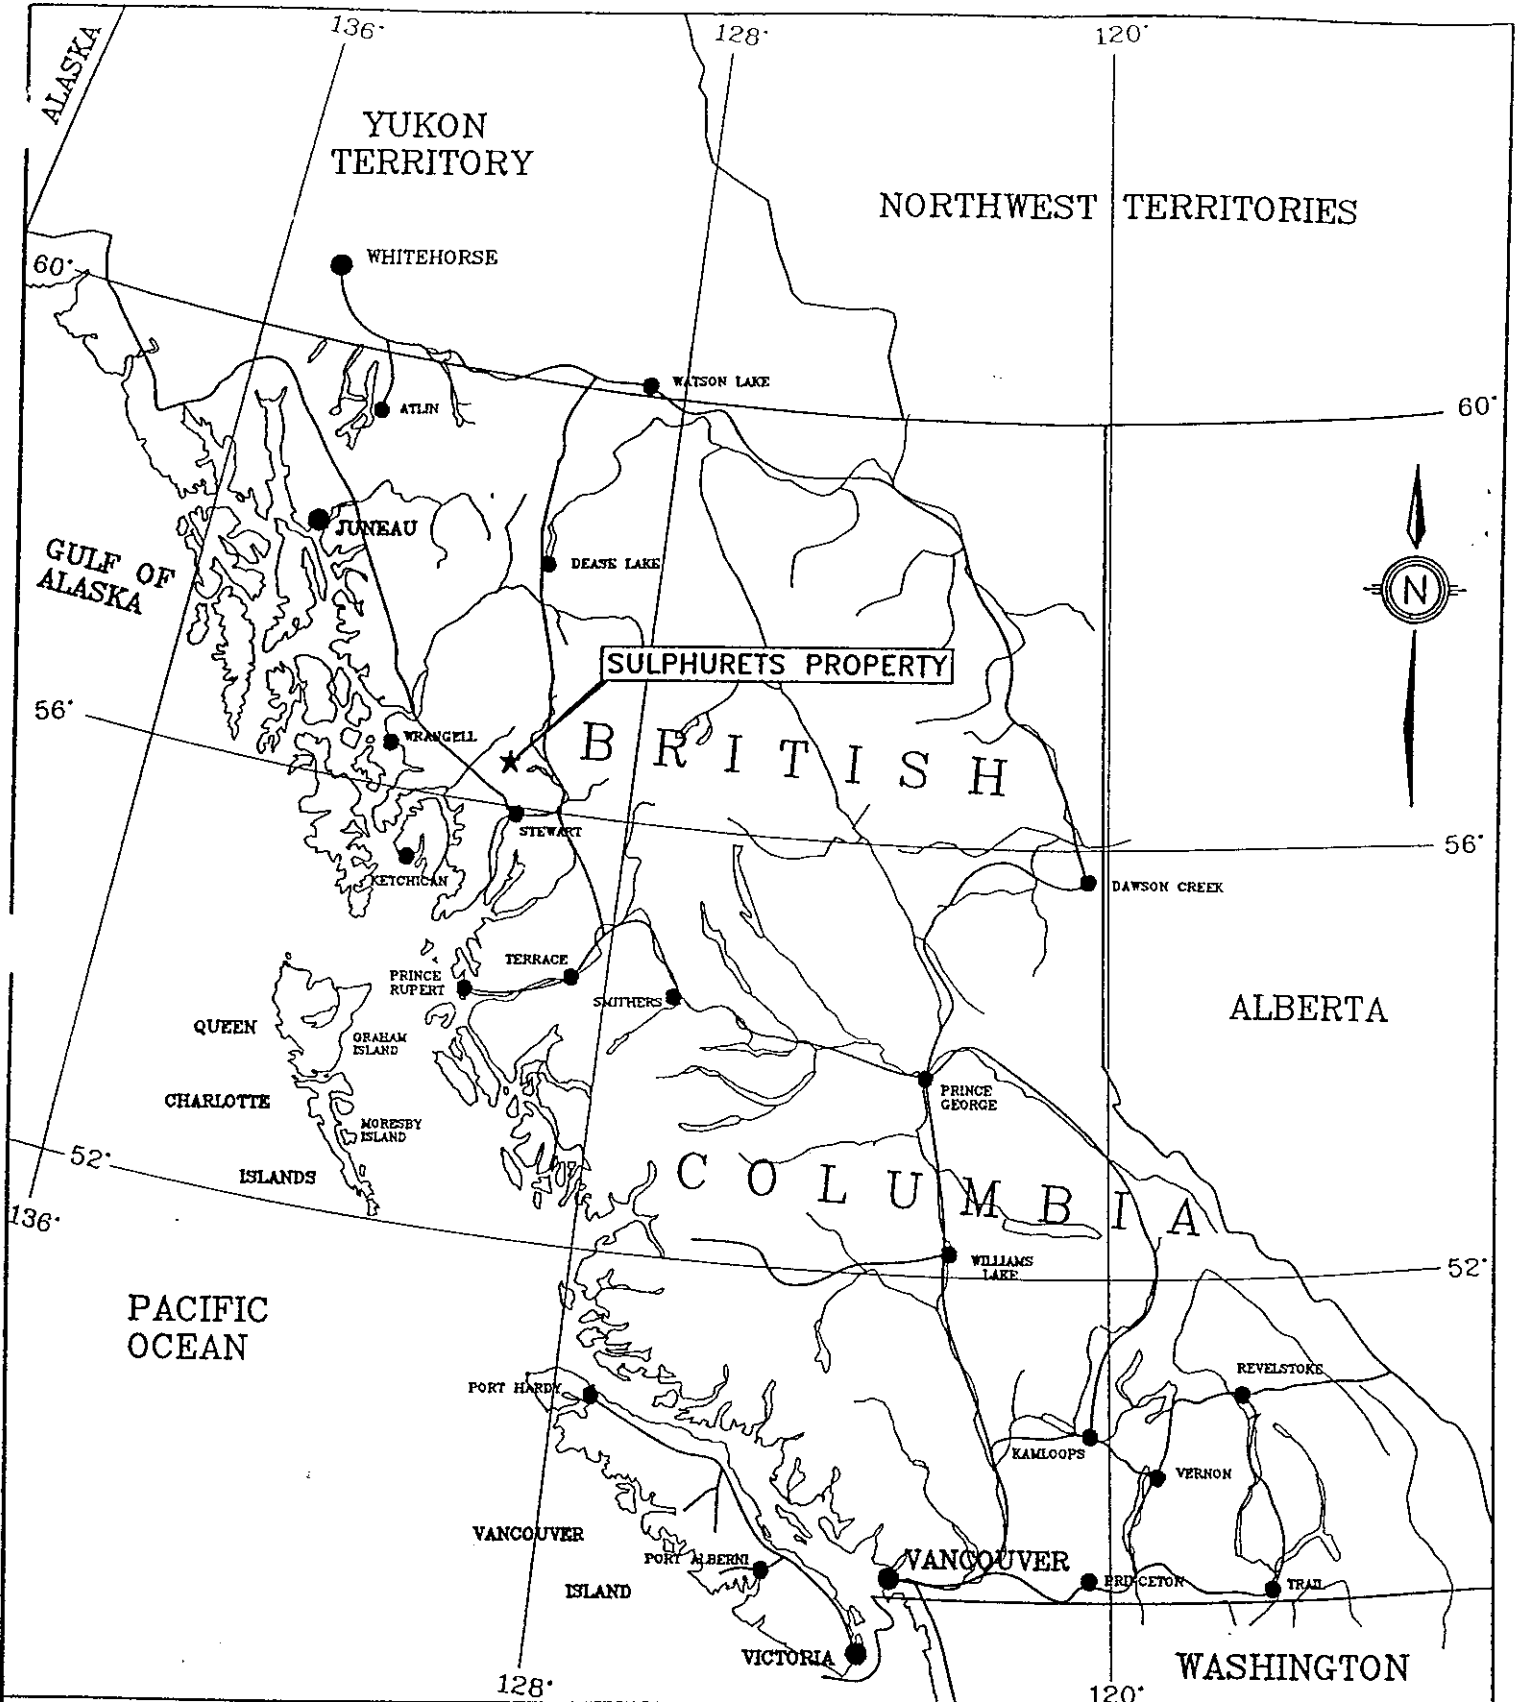 136°
128°
120°
ALASKA
YUKON
TERRITORY
NORTHWEST TERRITORIES
WHITEHORSE
60°
WATSON LAKE
ATLIN
60°
JUNEAU
GULF OF
ALASKA
DEASE LAKE
N
SULPHURETS PROPERTY
56°
WRANGELL
BRITISH
STEWART
56°
KETCHICAN
DAWSON CREEK
TERRACE
PRINCE
RUPERT
SMITHERS
ALBERTA
QUEEN
GRAHAM
ISLAND
CHARLOTTE
PRINCE
GEORGE
MORESBY
ISLAND
52°
ISLANDS
COLUMBIA
136°
WILLIAMS
LAKE
52°
PACIFIC
OCEAN
REVELSTOKE
PORT HARDY
KAMLOOPS
VERNON
VANCOUVER
PORT ALBERNI
VANCOUVER
ISLAND
PRINCETON
TRAIL
VICTORIA
WASHINGTON
128°
120°